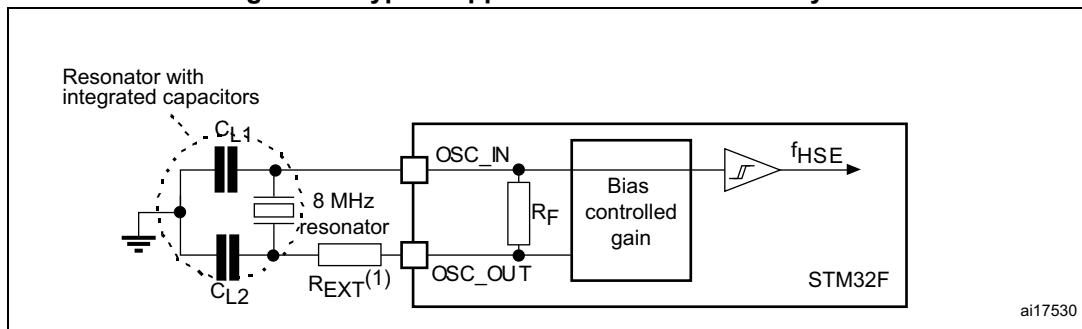 Resonator with
integrated capacitors
CL1
OSC_IN
fHSE
8 MHz
resonator
RF
Bias
controlled
gain
REXT(1)
OSC_OUT
STM32F
CL2
ai17530